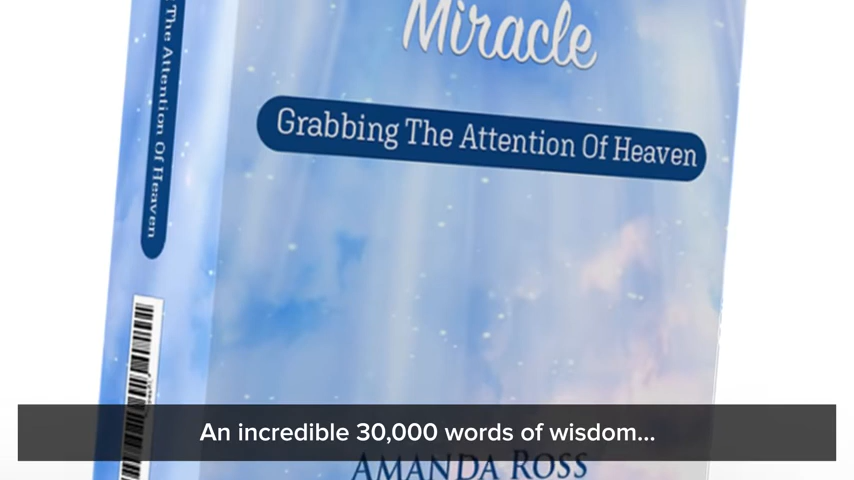 The Attention Of Heaven
Miracle
Grabbing The Attention Of Heaven
An incredible 30,000 words of wisdom...
AMANDA ROSS